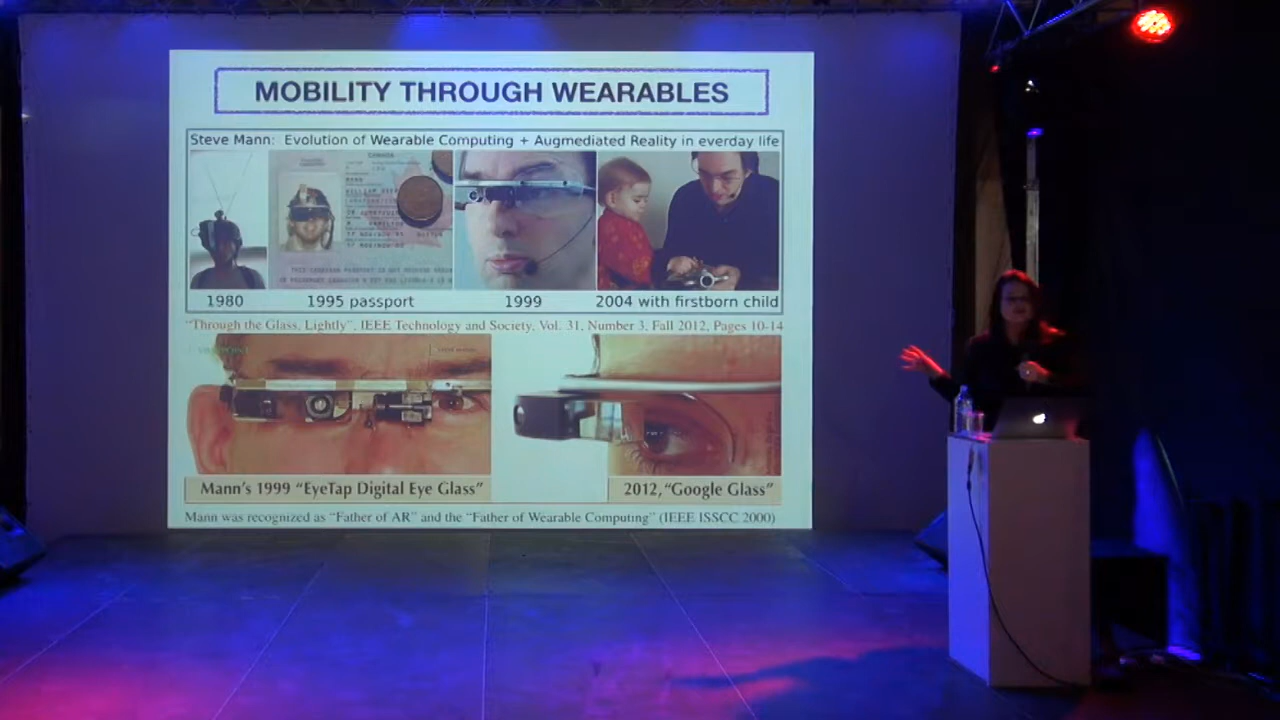 MOBILITY THROUGH WEARABLES
Steve Mann: Evolution of Wearable Computing + Augmediated Reality in everday life
CANADA
MANN
1980
1995 passport
1999
2004 with firstborn child
"Through the Glass, Lightly", IEEE Technology and Society, Vol. 31, Number 3, Fall 2012, Pages 10-14
Mann's 1999 "EyeTap Digital Eye Glass"
2012,"Google Glass"
Mann was recognized as "Father of AR" and the "Father of Wearable Computing" (IEEE ISSCC 2000)